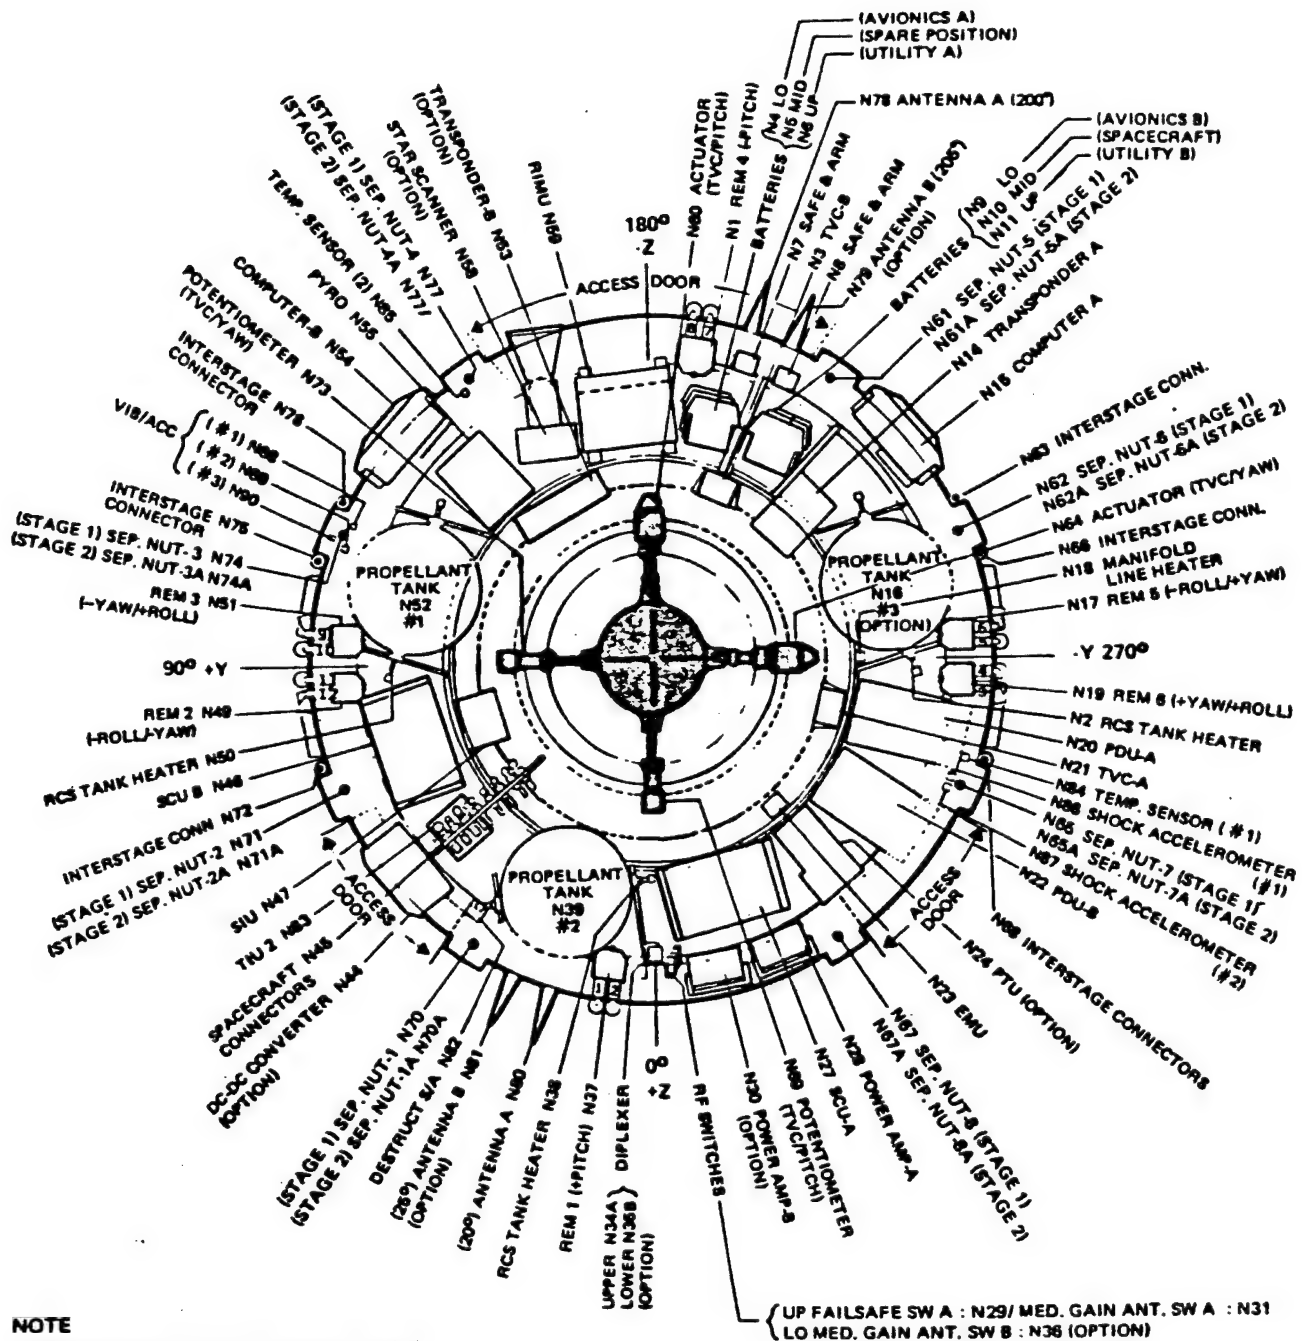 (AVIONICS A)
(SPARE POSITION)
(UTILITY A)
N4 LO
N5 MID
N6 UP
BATTERIES
N78 ANTENNA A (200°)
(AVIONICS B)
(SPACECRAFT)
(UTILITY B)
N9 LO
N10 MID
N11 UP
BATTERIES
TRANSPONDER-B N53
(OPTION)
STAR SCANNER N58
(OPTION)
(STAGE 1) SEP. NUT-4 N77
(STAGE 2) SEP. NUT-4A N77A
TEMP. SENSOR (2) N85
PYRO N55
COMPUTER-B N54
POTENTIOMETER N73
(TVC/YAW)
INTERSTAGE N76
CONNECTOR
VIB/ACC
(#1) N88
(#2) N89
(#3) N90
INTERSTAGE N75
CONNECTOR
(STAGE 1) SEP. NUT-3 N74
(STAGE 2) SEP. NUT-3A N74A
REM 3 N51
(-YAW/+ROLL)
90° +Y
REM 2 N49
(-ROLL/-YAW)
RCS TANK HEATER N50
SCU B N46
INTERSTAGE CONN N72
(STAGE 1) SEP. NUT-2 N71
(STAGE 2) SEP. NUT-2A N71A
SIU N47
TIU 2 N83
SPACECRAFT N45
CONNECTORS
DC-DC CONVERTER N44
(OPTION)
(STAGE 1) SEP. NUT-1 N70
(STAGE 2) SEP. NUT-1A N70A
DESTRUCT S/A N82
(25°) ANTENNA B N81
(OPTION)
(20°) ANTENNA A N80
RCS TANK HEATER N38
REM 1 (+PITCH) N37
DIPLEXER
UPPER N34A
LOWER N35B
(OPTION)
RIMU N59
180°
-Z
ACCESS DOOR
N60 ACTUATOR
(TVC/PITCH)
N1 REM 4 (-PITCH)
N7 SAFE & ARM
N3 TVC-B
N8 SAFE & ARM
N79 ANTENNA B (205°)
(OPTION)
N61 SEP. NUT-5 (STAGE 1)
N61A SEP. NUT-5A (STAGE 2)
N14 TRANSPONDER A
N15 COMPUTER A
N63 INTERSTAGE CONN.
N62 SEP. NUT-6 (STAGE 1)
N62A SEP. NUT-6A (STAGE 2)
N64 ACTUATOR (TVC/YAW)
N66 INTERSTAGE CONN.
N18 MANIFOLD
LINE HEATER
N17 REM 5 (-ROLL/+YAW)
-Y 270°
N19 REM 6 (+YAW/+ROLL)
N2 RCS TANK HEATER
N20 PDU-A
N21 TVC-A
N84 TEMP. SENSOR (#1)
N86 SHOCK ACCELEROMETER
(#1)
N65 SEP. NUT-7 (STAGE 1)
N65A SEP. NUT-7A (STAGE 2)
N87 SHOCK ACCELEROMETER
(#2)
N22 PDU-B
N68 INTERSTAGE CONNECTORS
N24 PTU (OPTION)
N23 EMU
N67 SEP. NUT-8 (STAGE 1)
N67A SEP. NUT-8A (STAGE 2)
N28 POWER AMP-A
N27 SCU-A
N69 POTENTIOMETER
(TVC/PITCH)
N30 POWER AMP-B
(OPTION)
RF SWITCHES
0°
+Z
ACCESS
DOOR
ACCESS
DOOR
PROPELLANT
TANK
N52
#1
PROPELLANT
TANK
N16
#3
(OPTION)
PROPELLANT
TANK
N39
#2
UP FAILSAFE SW A : N29/ MED. GAIN ANT. SW A : N31
LO MED. GAIN ANT. SW B : N36 (OPTION)
NOTE